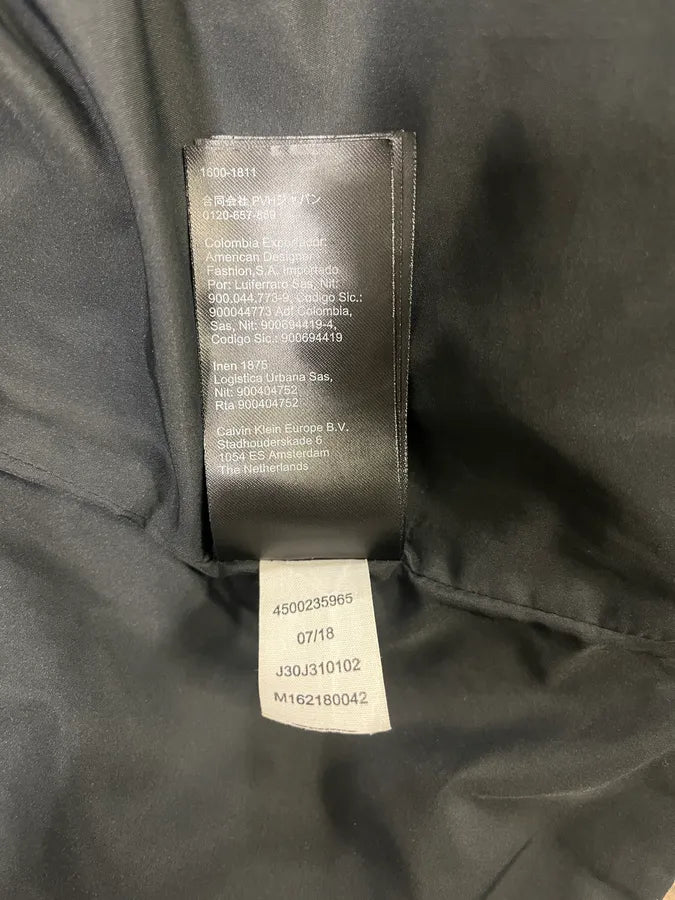 1600-1811
合同会社 PVHジャパン
0120-657-889
Colombia Exportador:
American Designer
Fashion,S.A. Importado
Por: Luiferraro Sas, Nit:
900.044.773-9, Codigo Sic.:
900044773 Adf Colombia,
Sas, Nit: 900694419-4,
Codigo Sic.: 900694419
Inen 1875
Logistica Urbana Sas,
Nit: 900404752
Rta 900404752
Calvin Klein Europe B.V.
Stadhouderskade 6
1054 ES Amsterdam
The Netherlands
4500235965
07/18
J30J310102
M162180042